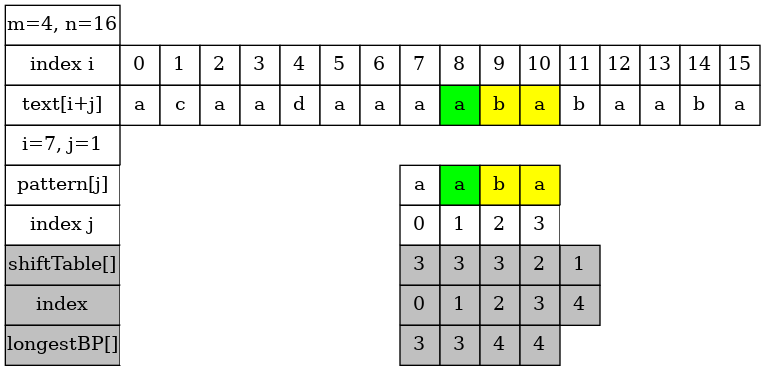 m=4, n=16
index i 0 1 2 3 4 5 6 7 8 9 10 11 12 13 14 15
text[i+j] a c a a d a a a a b a b a a b a
i=7, j=1
pattern[j] a a b a
index j 0 1 2 3
shiftTable[] 3 3 3 2 1
index 0 1 2 3 4
longestBP[] 3 3 4 4